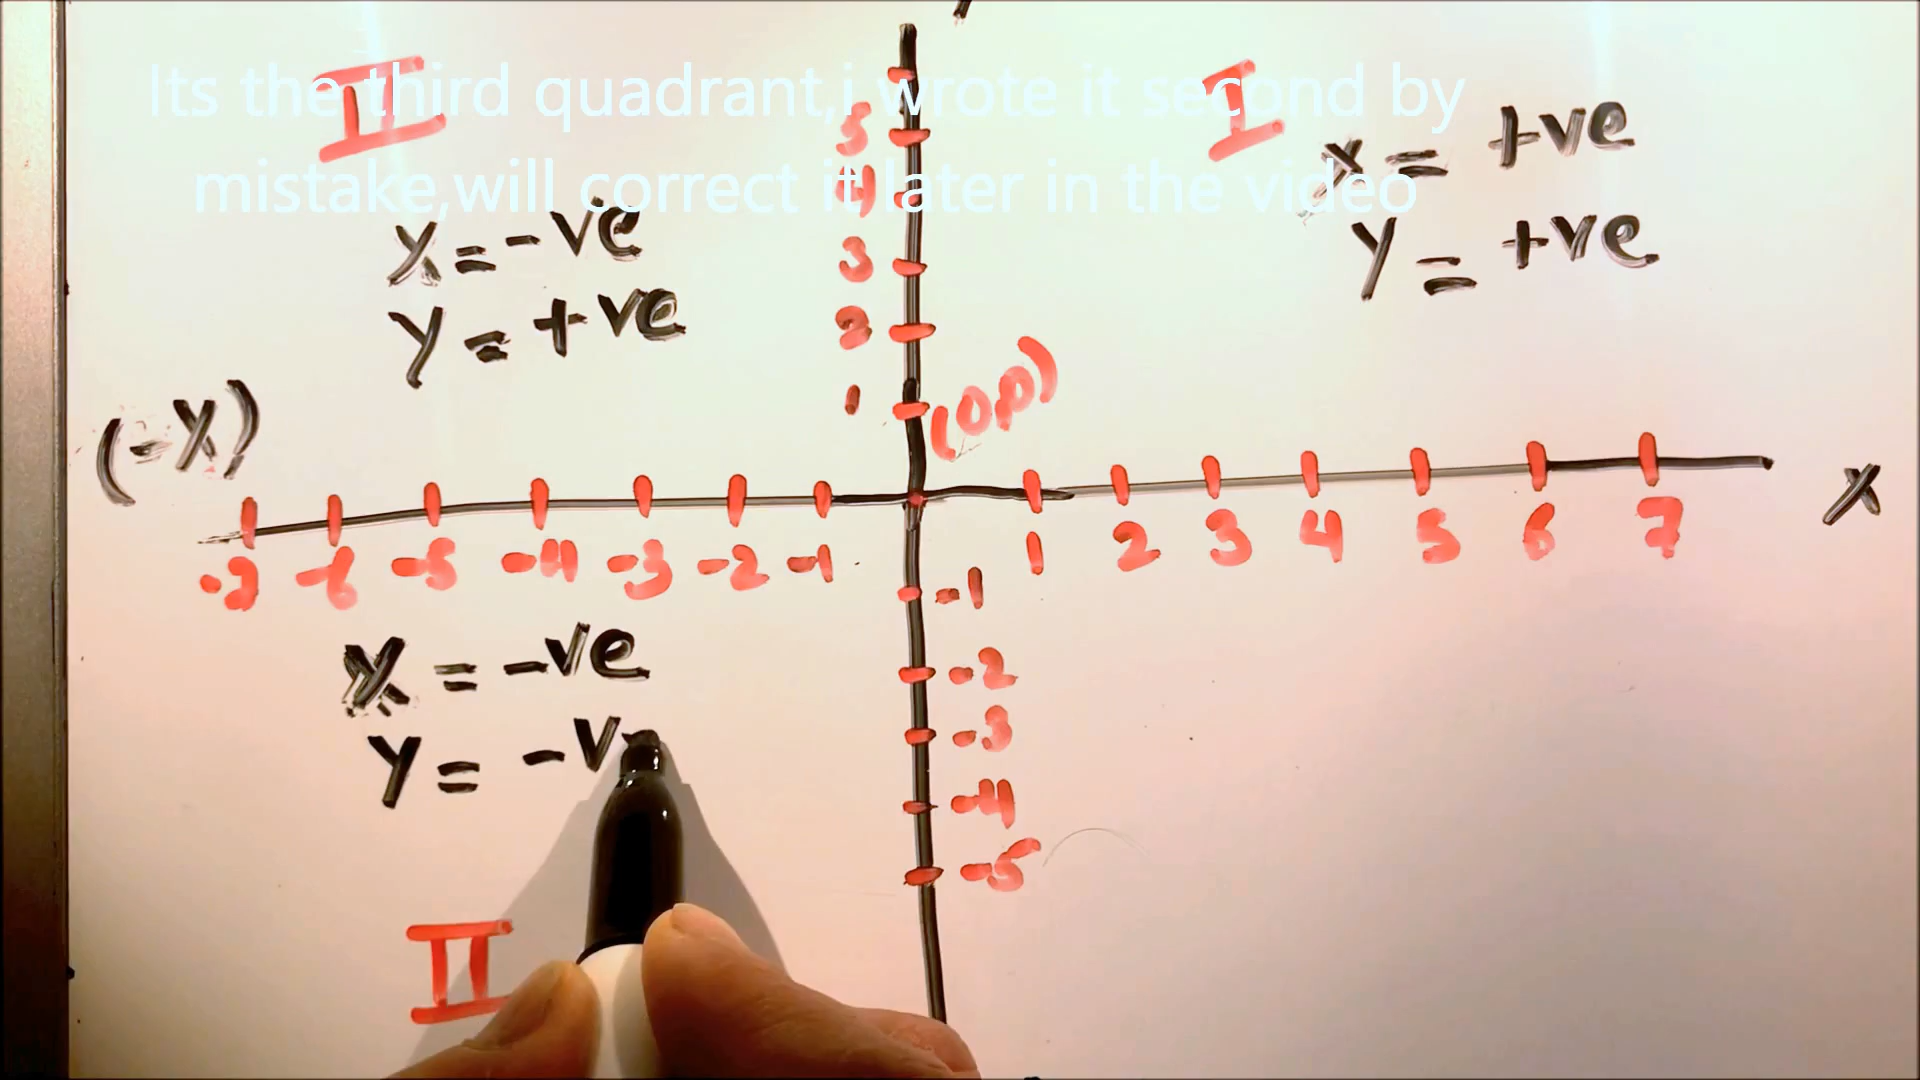 Its the third quadrant,i wrote it second by
mistake,will correct it later in the video
II
I
x = +ve
y = +ve
x = -ve
y = +ve
5
4
3
2
1
(0,0)
(-x)
x
-7 -6 -5 -4 -3 -2 -1
1 2 3 4 5 6 7
-1
-2
-3
-4
-5
x = -ve
y = -v
II